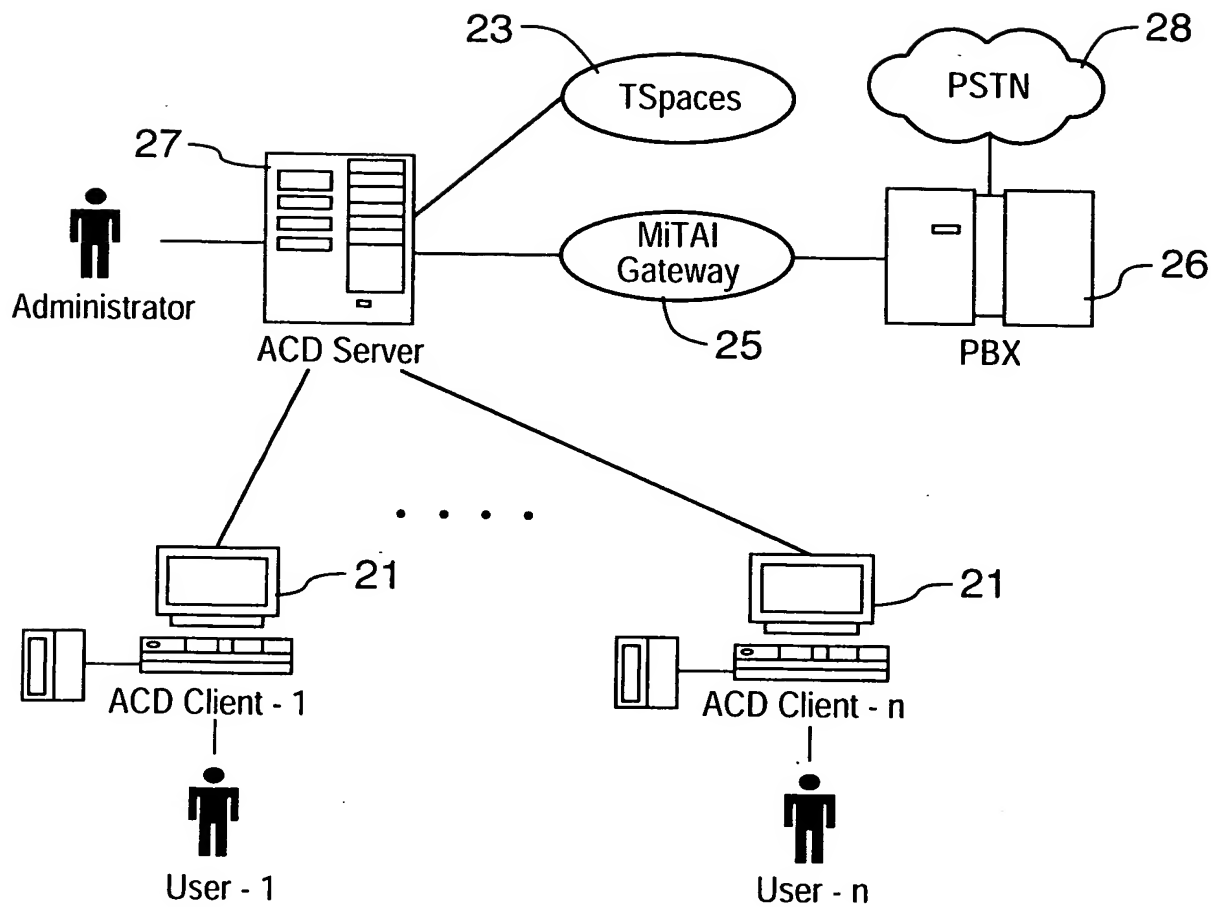 23
TSpaces
28
PSTN
27
MiTAI
Gateway
26
Administrator
ACD Server
25
PBX
21
21
ACD Client - 1
ACD Client - n
User - 1
User - n